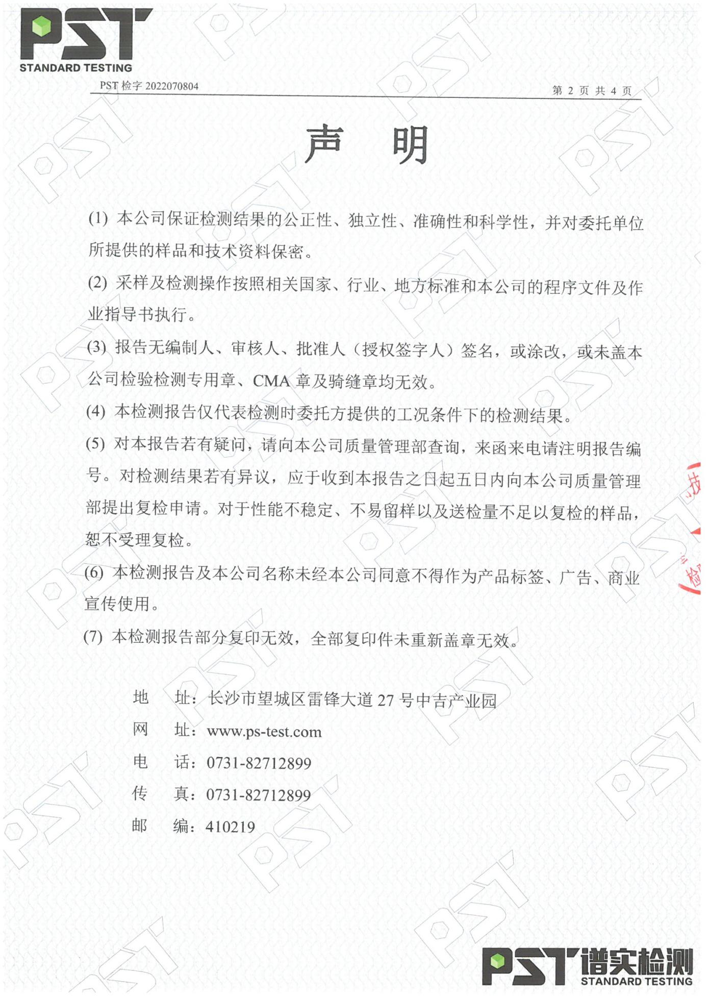 PST
STANDARD TESTING
PST 检字 2022070804
第 2 页 共 4 页
声 明
(1) 本公司保证检测结果的公正性、独立性、准确性和科学性，并对委托单位
所提供的样品和技术资料保密。
(2) 采样及检测操作按照相关国家、行业、地方标准和本公司的程序文件及作
业指导书执行。
(3) 报告无编制人、审核人、批准人（授权签字人）签名，或涂改，或未盖本
公司检验检测专用章、CMA 章及骑缝章均无效。
(4) 本检测报告仅代表检测时委托方提供的工况条件下的检测结果。
(5) 对本报告若有疑问，请向本公司质量管理部查询，来函来电请注明报告编
号。对检测结果若有异议，应于收到本报告之日起五日内向本公司质量管理
部提出复检申请。对于性能不稳定、不易留样以及送检量不足以复检的样品，
恕不受理复检。
(6) 本检测报告及本公司名称未经本公司同意不得作为产品标签、广告、商业
宣传使用。
(7) 本检测报告部分复印无效，全部复印件未重新盖章无效。
地 址：长沙市望城区雷锋大道 27 号中吉产业园
网 址：www.ps-test.com
电 话：0731-82712899
传 真：0731-82712899
邮 编：410219
技
检
PST 谱实检测
STANDARD TESTING